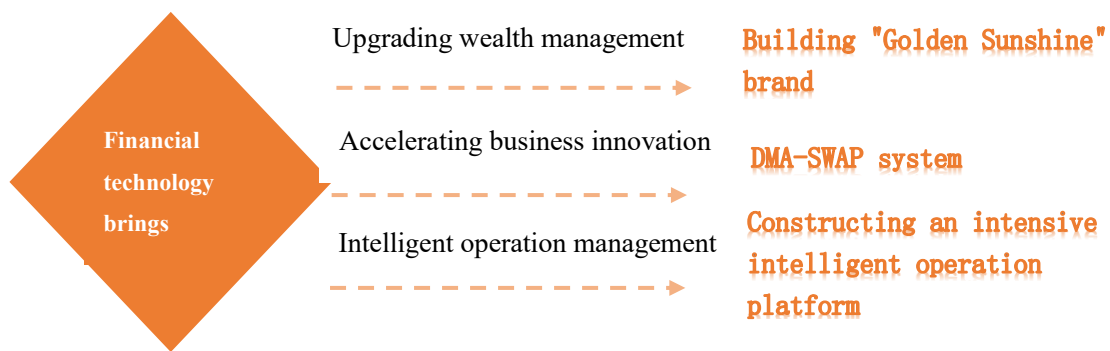 Financial
technology
brings
Upgrading wealth management
Building "Golden Sunshine"
brand
Accelerating business innovation
DMA-SWAP system
Intelligent operation management
Constructing an intensive
intelligent operation
platform